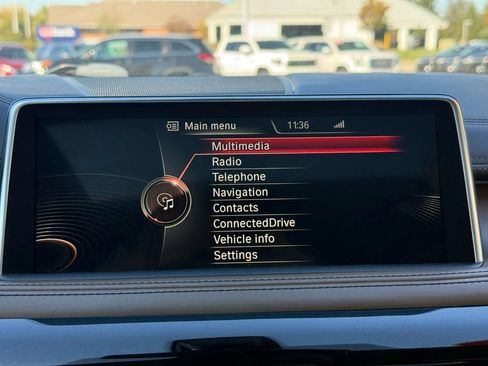 Main menu
11:36
Multimedia
Radio
Telephone
Navigation
Contacts
ConnectedDrive
Vehicle info
Settings